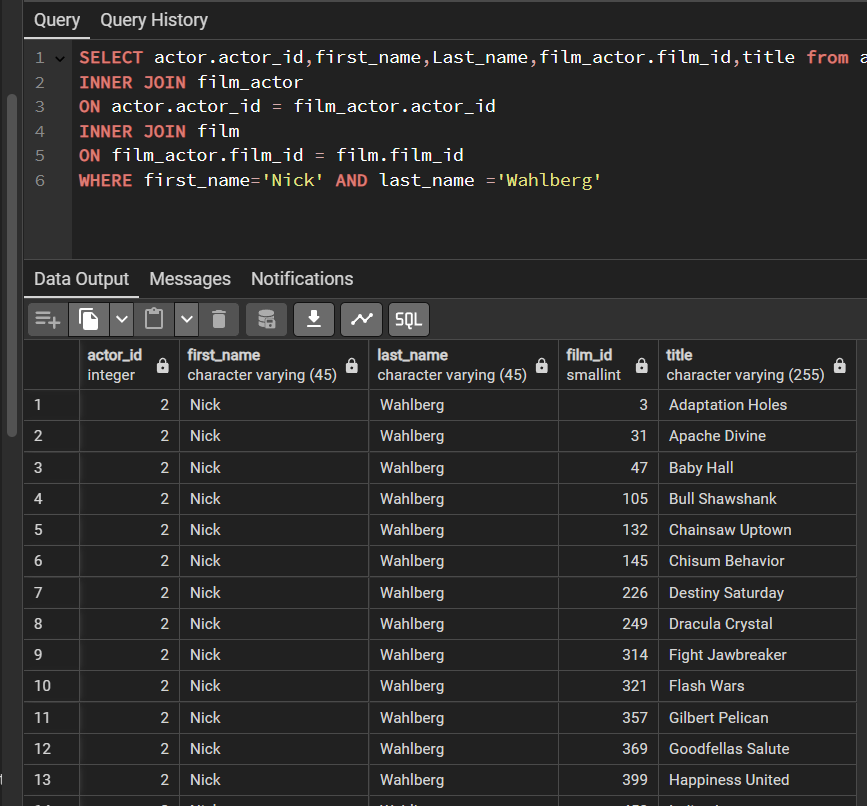 Query Query History
1 SELECT actor.actor_id,first_name,Last_name,film_actor.film_id,title from
2 INNER JOIN film_actor
3 ON actor.actor_id = film_actor.actor_id
4 INNER JOIN film
5 ON film_actor.film_id = film.film_id
6 WHERE first_name='Nick' AND last_name ='Wahlberg'
Data Output Messages Notifications
SQL
actor_id first_name last_name film_id title
integer character varying (45) character varying (45) smallint character varying (255)
1 2 Nick Wahlberg 3 Adaptation Holes
2 2 Nick Wahlberg 31 Apache Divine
3 2 Nick Wahlberg 47 Baby Hall
4 2 Nick Wahlberg 105 Bull Shawshank
5 2 Nick Wahlberg 132 Chainsaw Uptown
6 2 Nick Wahlberg 145 Chisum Behavior
7 2 Nick Wahlberg 226 Destiny Saturday
8 2 Nick Wahlberg 249 Dracula Crystal
9 2 Nick Wahlberg 314 Fight Jawbreaker
10 2 Nick Wahlberg 321 Flash Wars
11 2 Nick Wahlberg 357 Gilbert Pelican
12 2 Nick Wahlberg 369 Goodfellas Salute
13 2 Nick Wahlberg 399 Happiness United